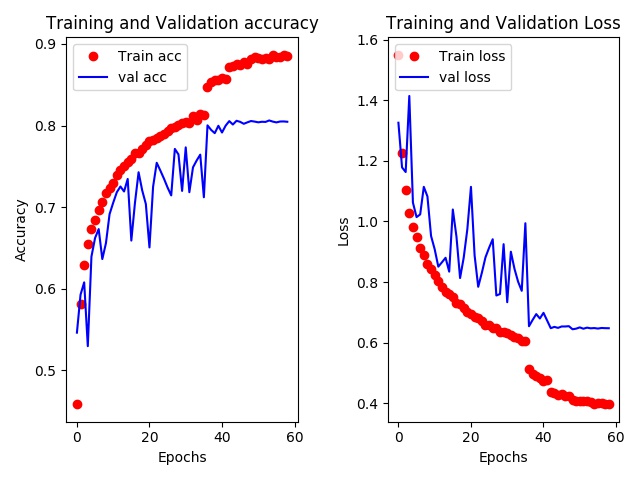 Training and Validation accuracy
0.9
0.8
0.7
0.6
0.5
Accuracy
Train acc
val acc
0
20
40
60
Epochs
Training and Validation Loss
1.6
1.4
1.2
1.0
0.8
0.6
0.4
Loss
Train loss
val loss
0
20
40
60
Epochs